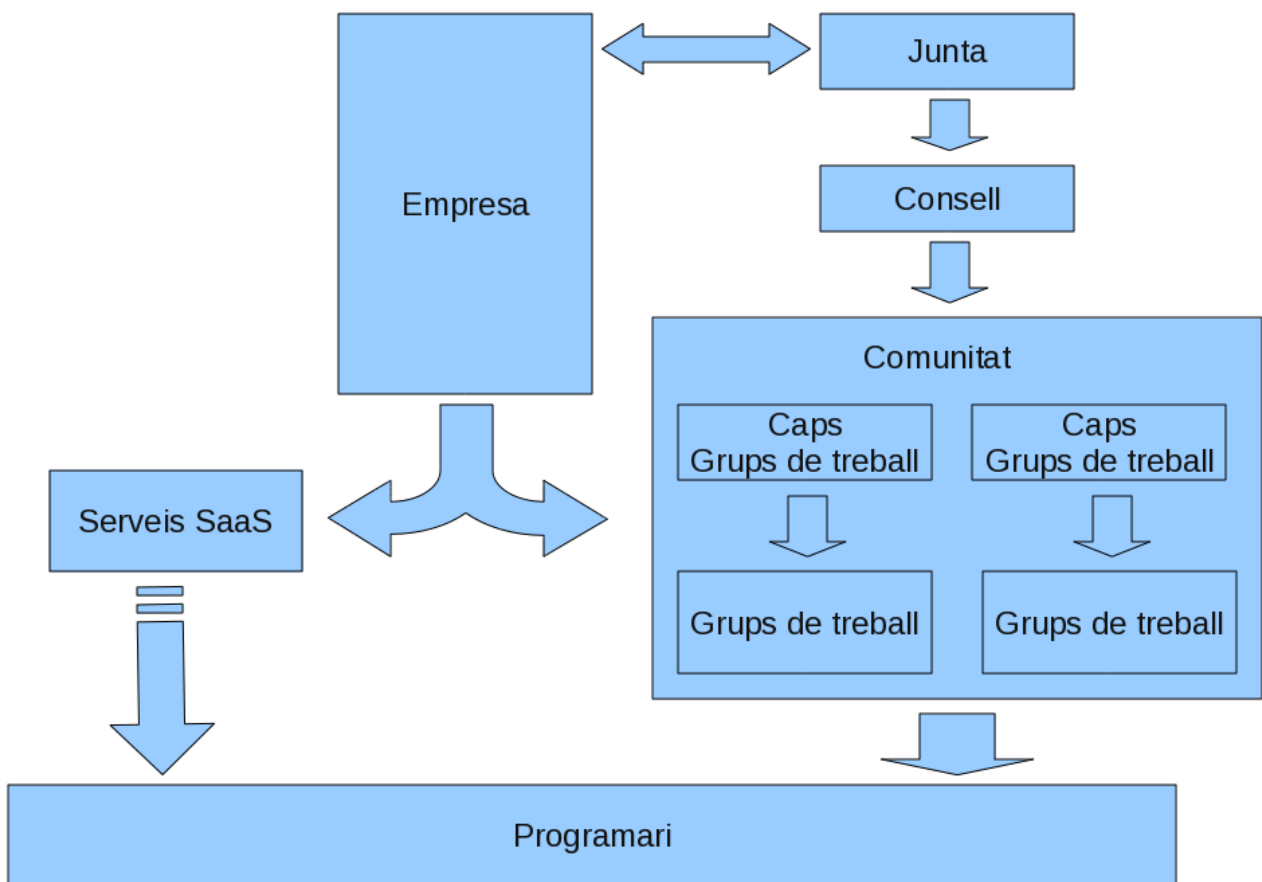 Junta
Empresa
Consell
Comunitat
Caps
Grups de treball
Caps
Grups de treball
Serveis SaaS
Grups de treball
Grups de treball
Programari